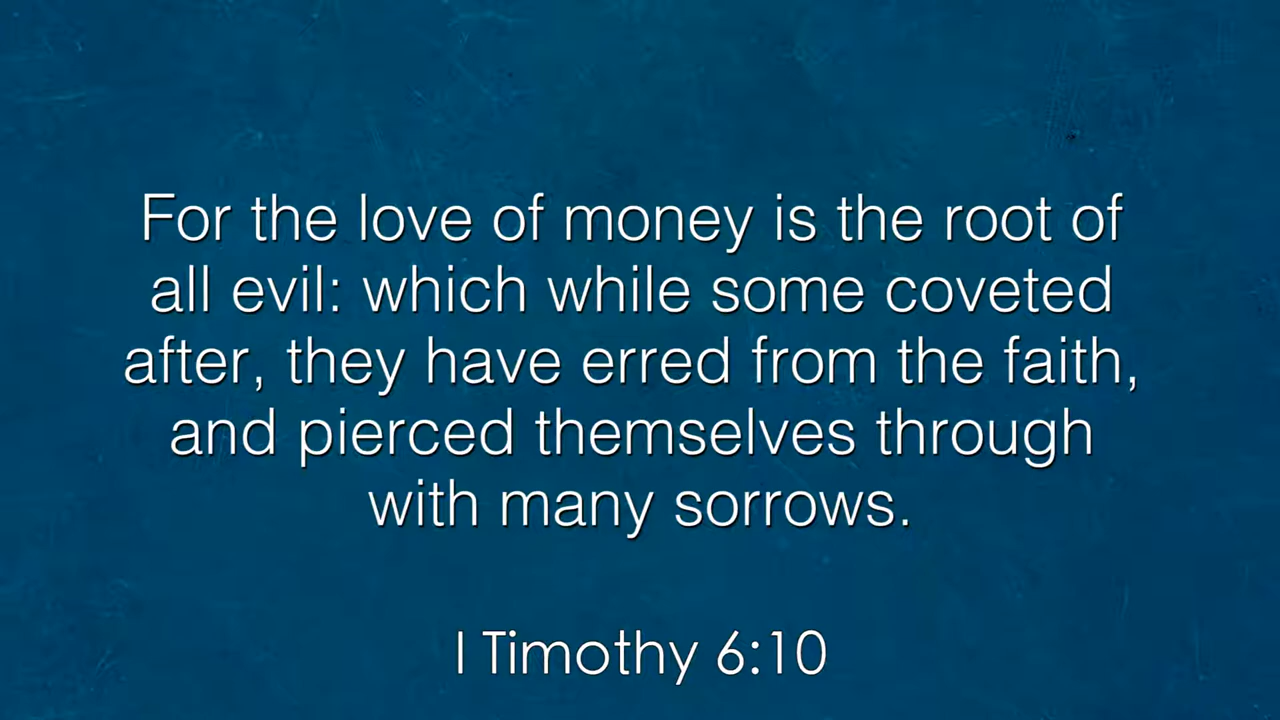 For the love of money is the root of
all evil: which while some coveted
after, they have erred from the faith,
and pierced themselves through
with many sorrows.
I Timothy 6:10